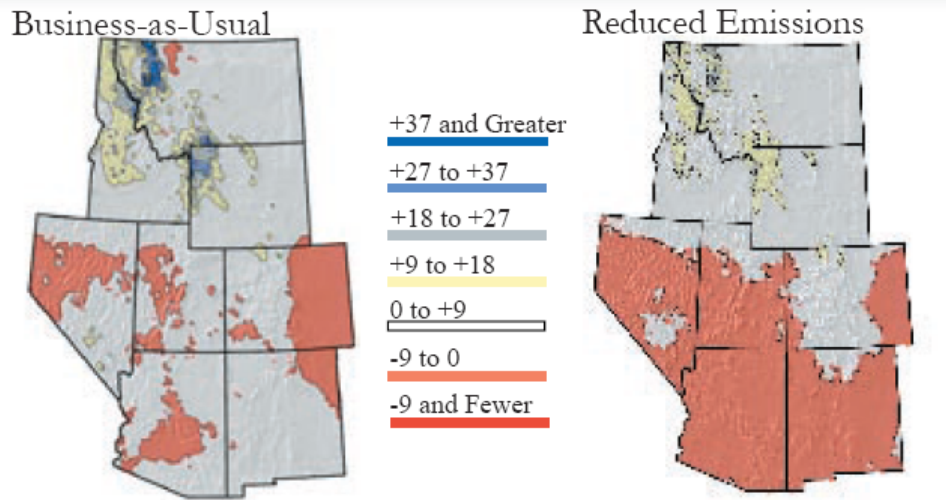 Business-as-Usual
Reduced Emissions
+37 and Greater
+27 to +37
+18 to +27
+9 to +18
0 to +9
-9 to 0
-9 and Fewer